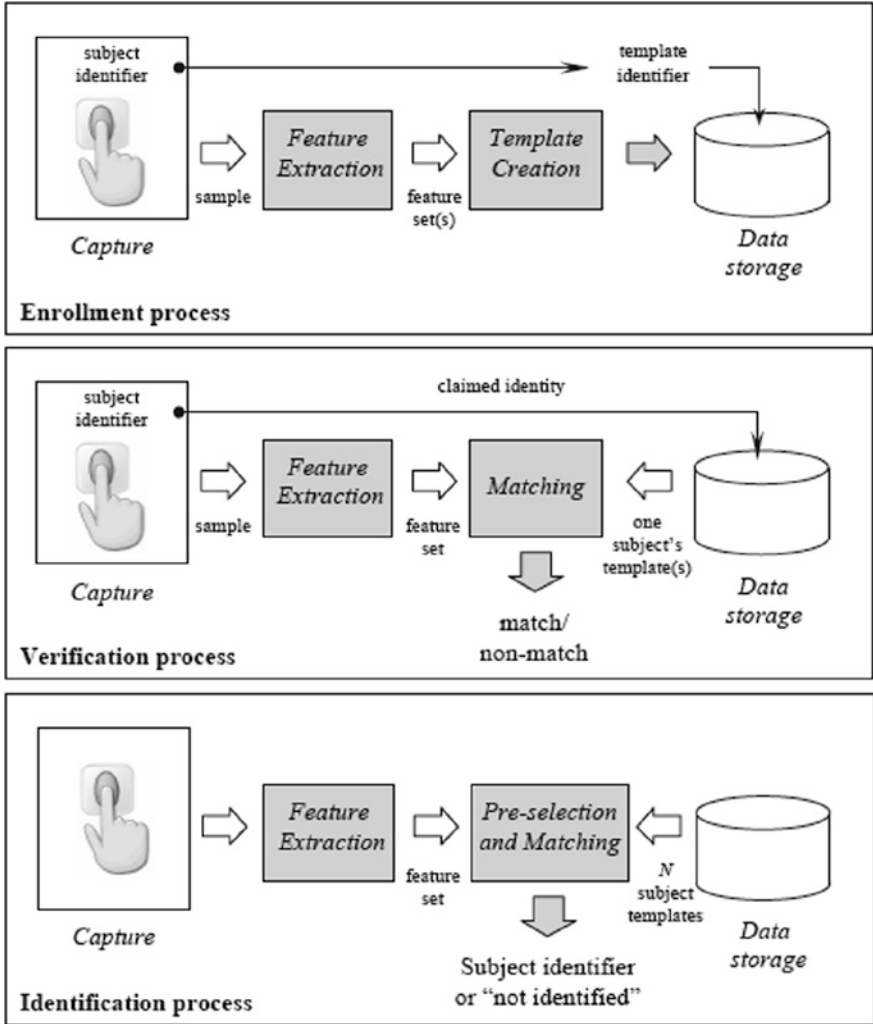 subject
identifier
template
identifier
Feature
Extraction
Template
Creation
sample
feature
set(s)
Capture
Data
storage
Enrollment process
subject
identifier
claimed identity
Feature
Extraction
Matching
sample
feature
set
one
subject's
template(s)
Capture
Data
storage
match/
non-match
Verification process
Feature
Extraction
Pre-selection
and Matching
feature
set
N
subject
templates
Capture
Data
storage
Subject identifier
or “not identified”
Identification process